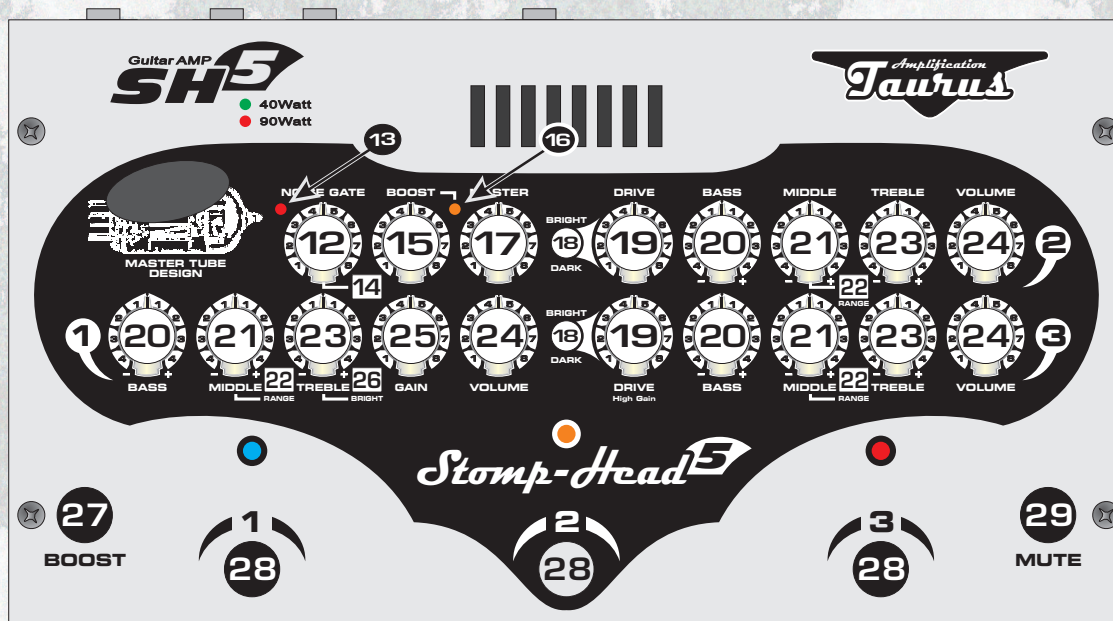 Guitar AMP
SH5
40Watt
90Watt
Amplification
Taurus
13
16
BOOST
DRIVE BASS MIDDLE TREBLE VOLUME
12 15 17
BRIGHT
18
DARK
19 20 21 23 24 2
MASTER TUBE
DESIGN
14
22
RANGE
1
20 21 23 25 24
BRIGHT
18
DARK
19 20 21 23 24 3
BASS MIDDLE 22 TREBLE 26 GAIN VOLUME
RANGE BRIGHT
DRIVE BASS MIDDLE 22 TREBLE VOLUME
High Gain RANGE
Stomp-Head 5
27
BOOST
1
28
2
28
3
28
29
MUTE